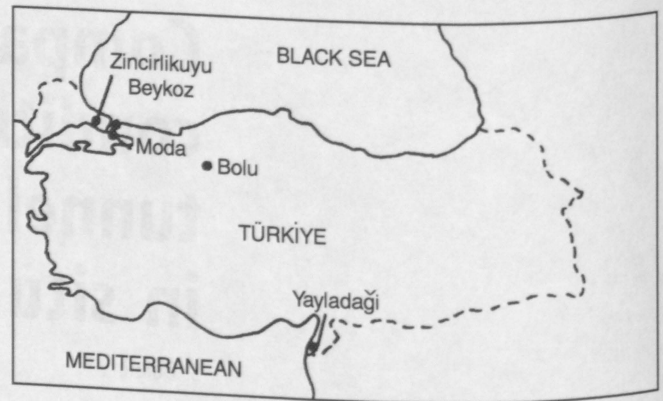 BLACK SEA
Zincirlikuyu
Beykoz
Moda
Bolu
TÜRKİYE
Yayladaği
MEDITERRANEAN